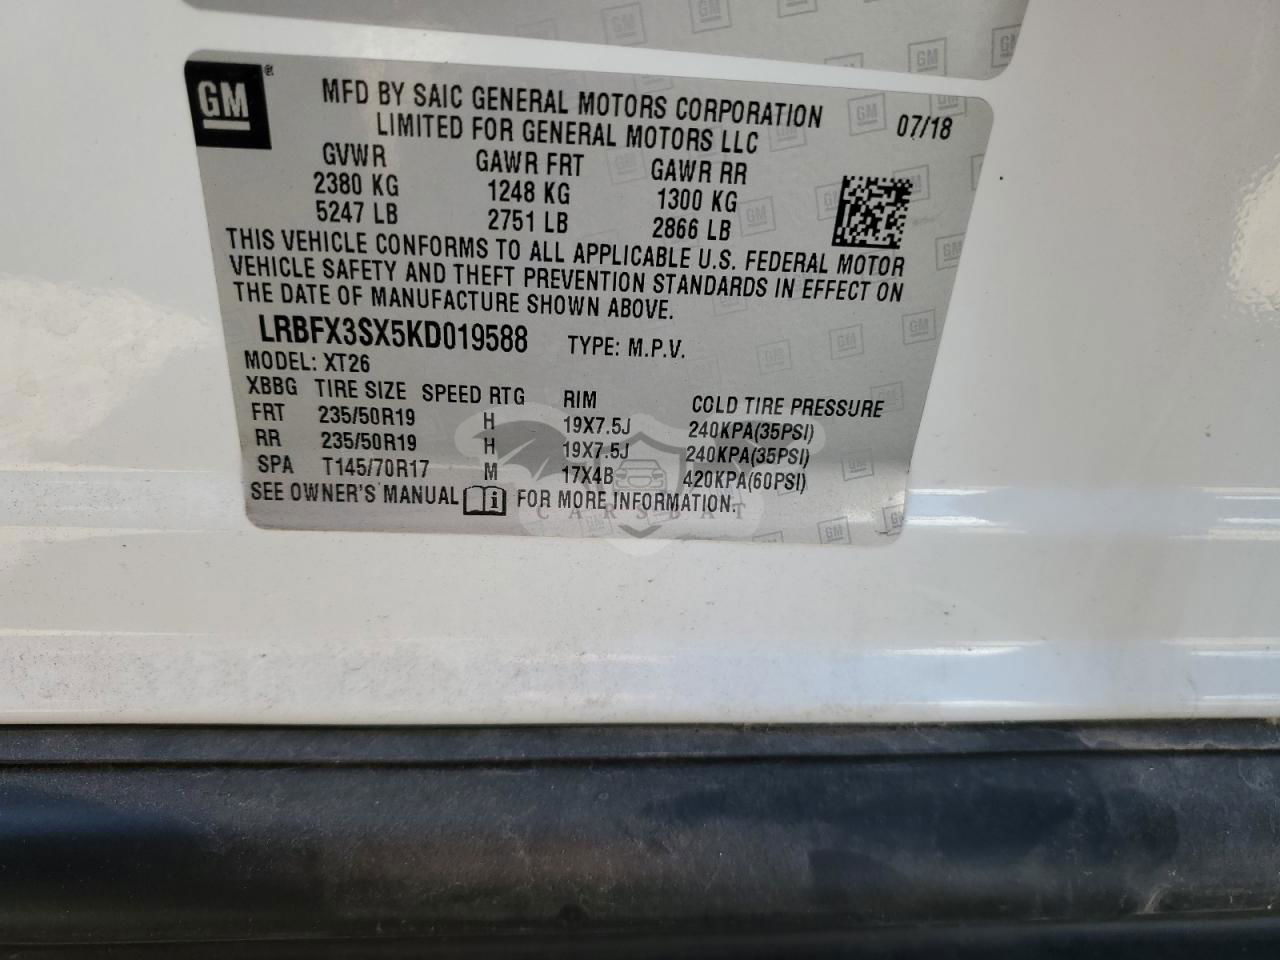 GM ®
MFD BY SAIC GENERAL MOTORS CORPORATION 07/18
LIMITED FOR GENERAL MOTORS LLC
GVWR GAWR FRT GAWR RR
2380 KG 1248 KG 1300 KG
5247 LB 2751 LB 2866 LB
THIS VEHICLE CONFORMS TO ALL APPLICABLE U.S. FEDERAL MOTOR
VEHICLE SAFETY AND THEFT PREVENTION STANDARDS IN EFFECT ON
THE DATE OF MANUFACTURE SHOWN ABOVE.
LRBFX3SX5KD019588 TYPE: M.P.V.
MODEL: XT26
XBBG TIRE SIZE SPEED RTG RIM COLD TIRE PRESSURE
FRT 235/50R19 H 19X7.5J 240KPA(35PSI)
RR 235/50R19 H 19X7.5J 240KPA(35PSI)
SPA T145/70R17 M 17X4B 420KPA(60PSI)
SEE OWNER'S MANUAL i FOR MORE INFORMATION.
CARSBAT